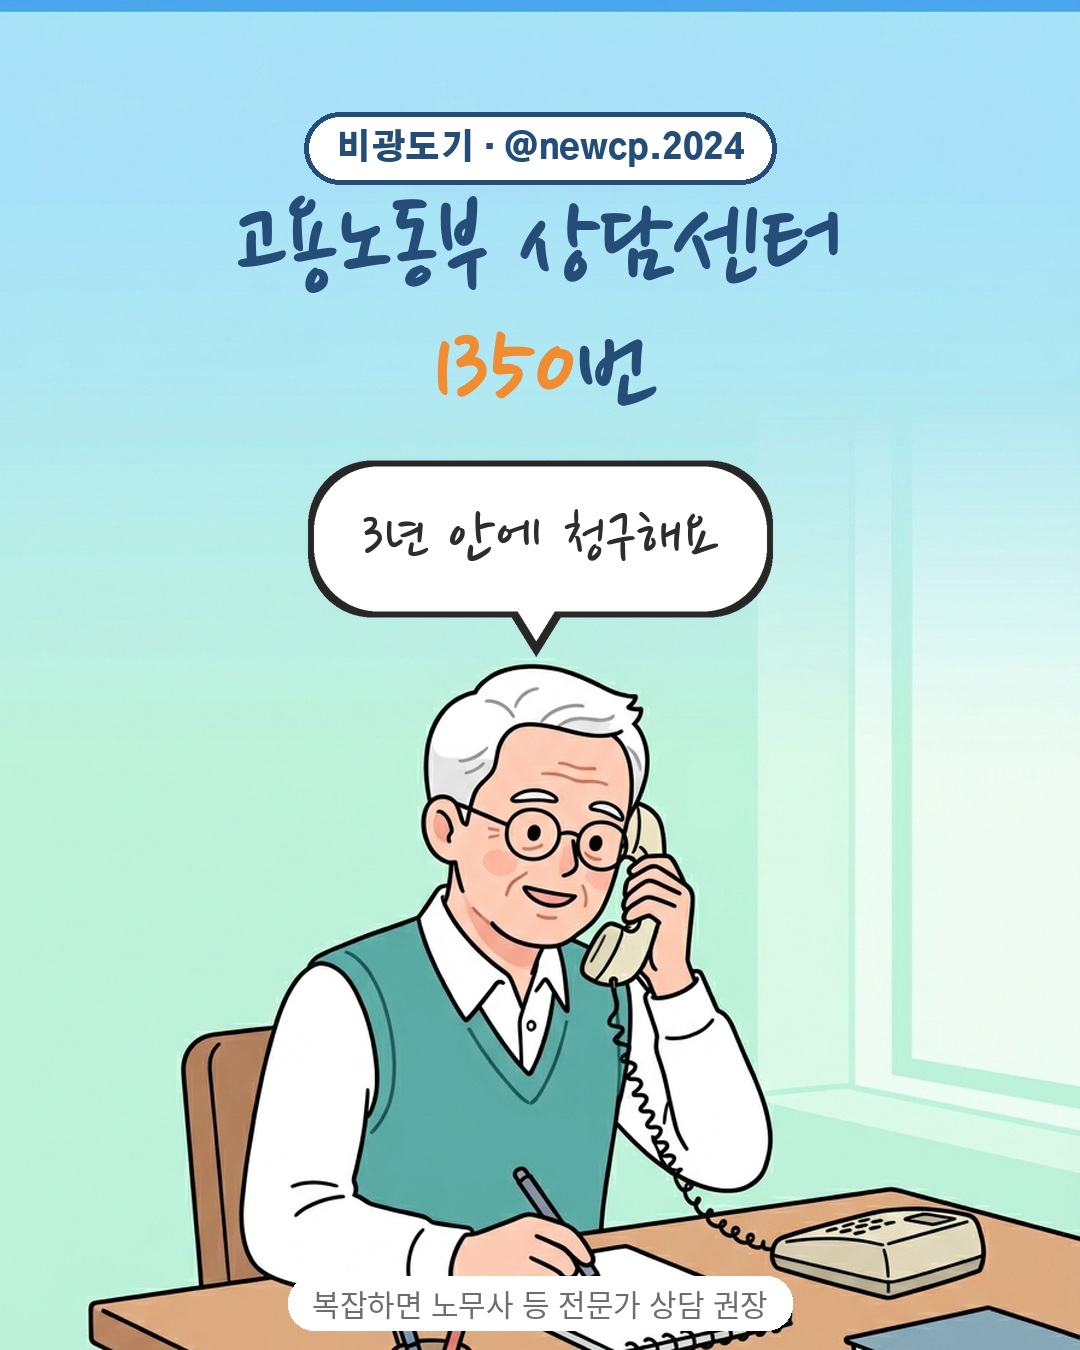 비광도기 · @newcp.2024
고용노동부 상담센터
1350번
3년 안에 청구해요
복잡하면 노무사 등 전문가 상담 권장